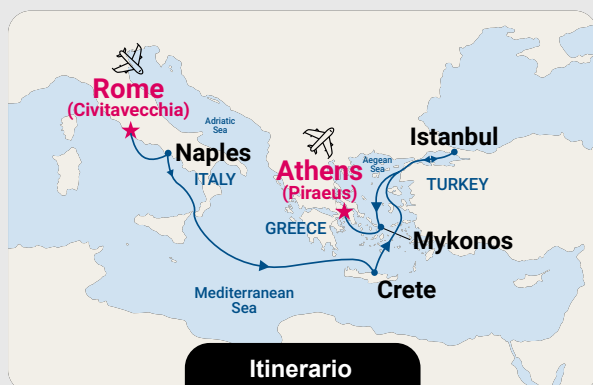 Rome
(Civitavecchia)
Adriatic
Sea
Naples
ITALY
Istanbul
Aegean
Sea
Athens
(Piraeus)
TURKEY
GREECE
Mykonos
Crete
Mediterranean
Sea
Itinerario